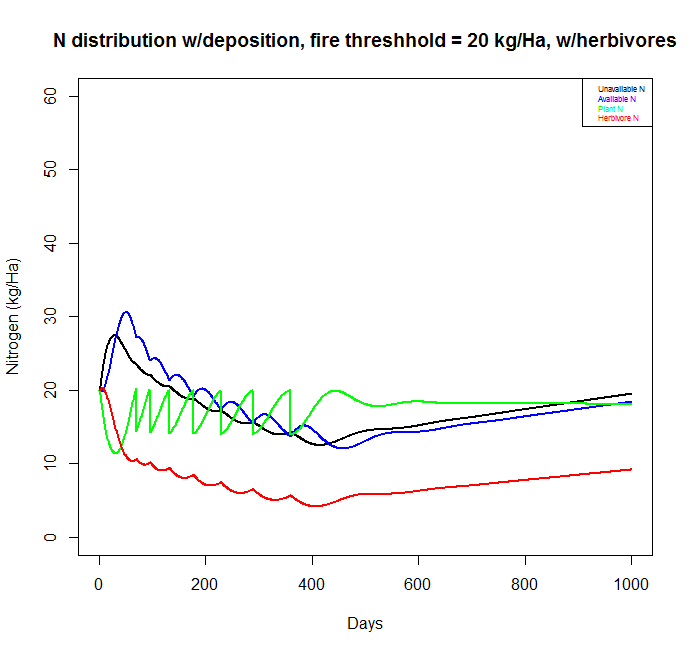 N distribution w/deposition, fire threshhold = 20 kg/Ha, w/herbivores
Unavailable N
Available N
Plant N
Herbivore N
60
50
40
30
20
10
0
Nitrogen (kg/Ha)
0 200 400 600 800 1000
Days